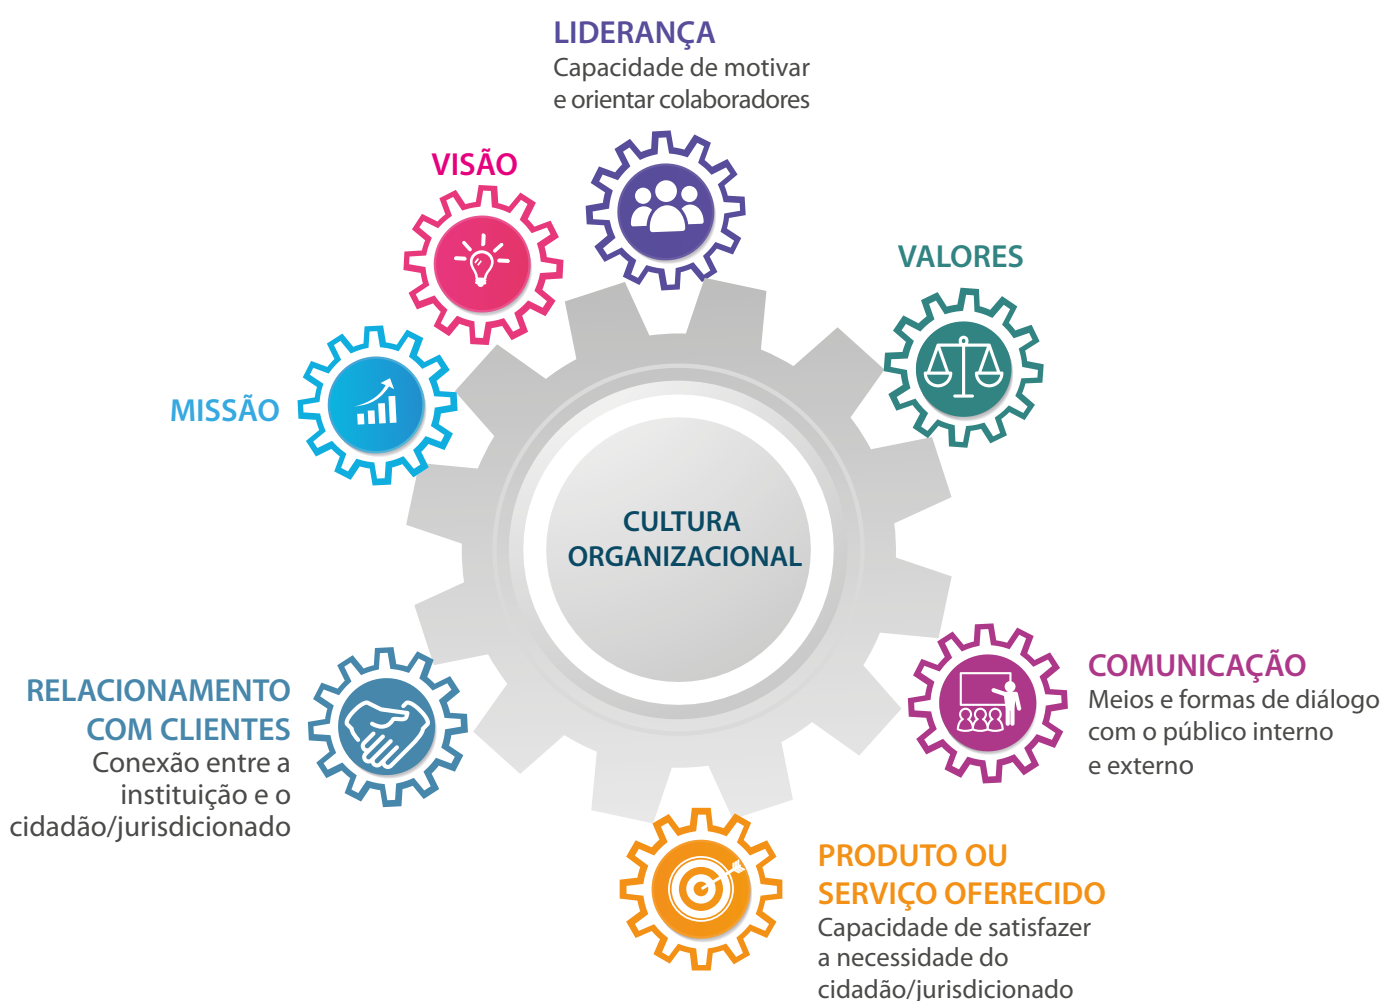 LIDERANÇA
Capacidade de motivar
e orientar colaboradores
VISÃO
VALORES
MISSÃO
CULTURA
ORGANIZACIONAL
RELACIONAMENTO
COM CLIENTES
Conexão entre a
instituição e o
cidadão/jurisdicionado
COMUNICAÇÃO
Meios e formas de diálogo
com o público interno
e externo
PRODUTO OU
SERVIÇO OFERECIDO
Capacidade de satisfazer
a necessidade do
cidadão/jurisdicionado